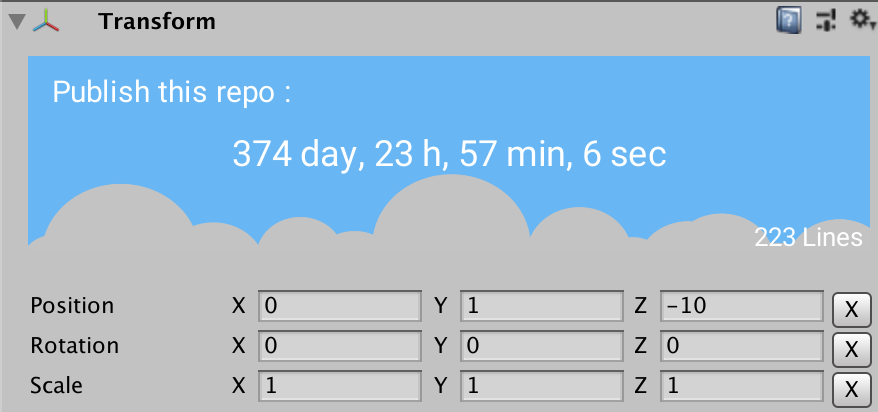 Transform
Publish this repo :
374 day, 23 h, 57 min, 6 sec
223 Lines
Position X 0 Y 1 Z -10 X
Rotation X 0 Y 0 Z 0 X
Scale X 1 Y 1 Z 1 X